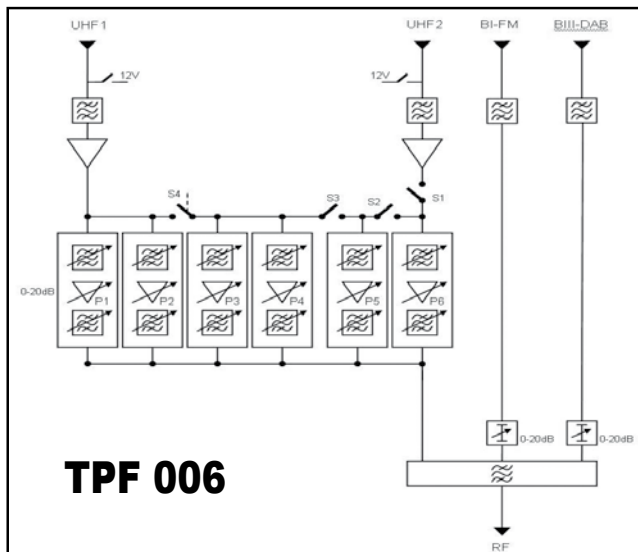 UHF1 UHF2 BI-FM BIII-DAB
12V 12V
S4 S3 S2 S1
0-20dB P1 P2 P3 P4 P5 P6
0-20dB 0-20dB
TPF 006
RF